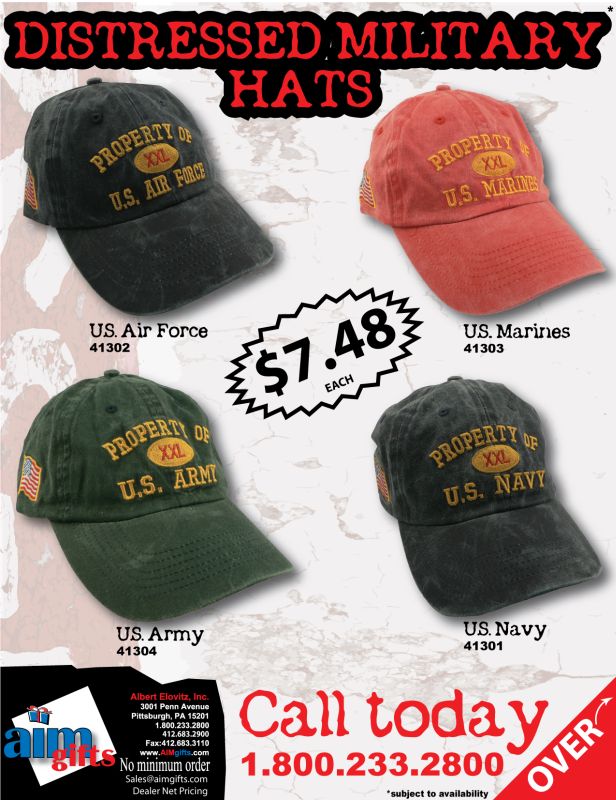 DISTRESSED MILITARY*
HATS
PROPERTY OF
XXL
U.S. AIR FORCE
U.S. Air Force
41302
PROPERTY OF
XXL
U.S. MARINES
U.S. Marines
41303
$7.48
EACH
PROPERTY OF
XXL
U.S. ARMY
U.S. Army
41304
PROPERTY OF
XXL
U.S. NAVY
U.S. Navy
41301
aim
gifts
Albert Elovitz, Inc.
3001 Penn Avenue
Pittsburgh, PA 15201
1.800.233.2800
412.683.2900
Fax:412.683.3110
www.AIMgifts.com
No minimum order
Sales@aimgifts.com
Dealer Net Pricing
Call today
1.800.233.2800
*subject to availability
OVER